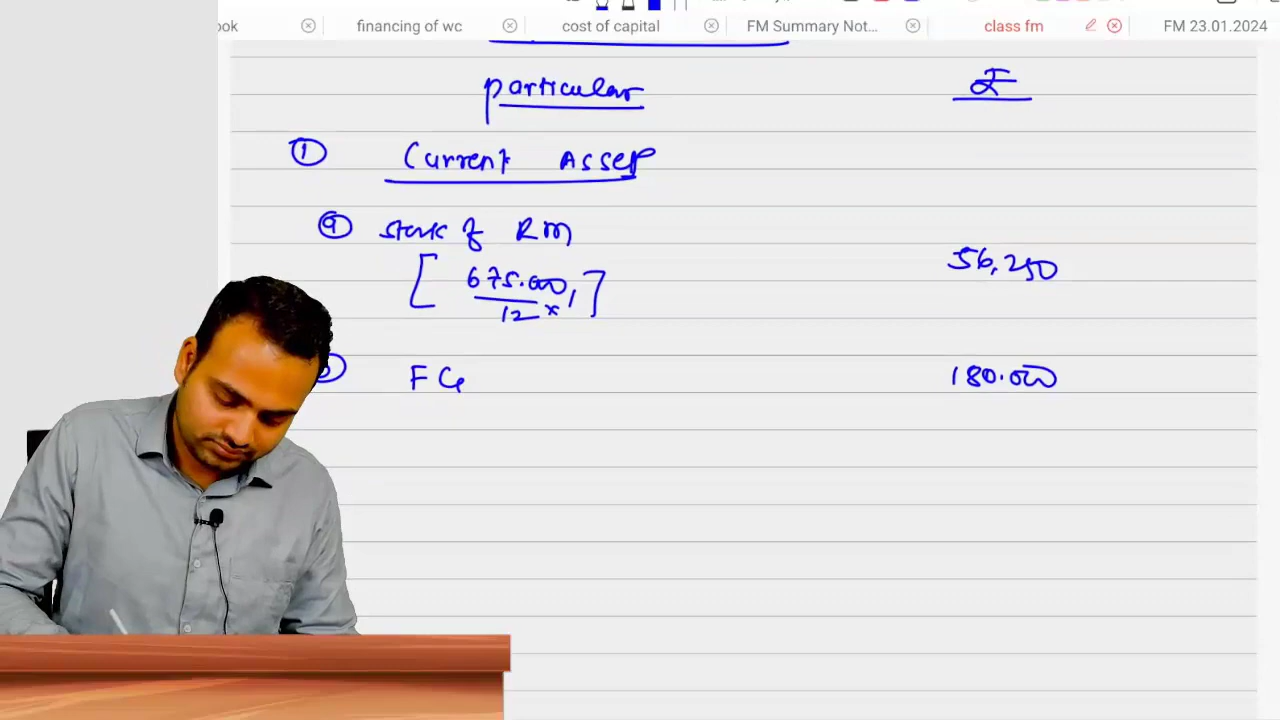 ook financing of wc cost of capital FM Summary Not... class fm FM 23.01.2024
particular ₹
① Current Asset
ⓐ stock of RM
[ 675.000 / 12 × 1 ] 56,250
FG 180.000